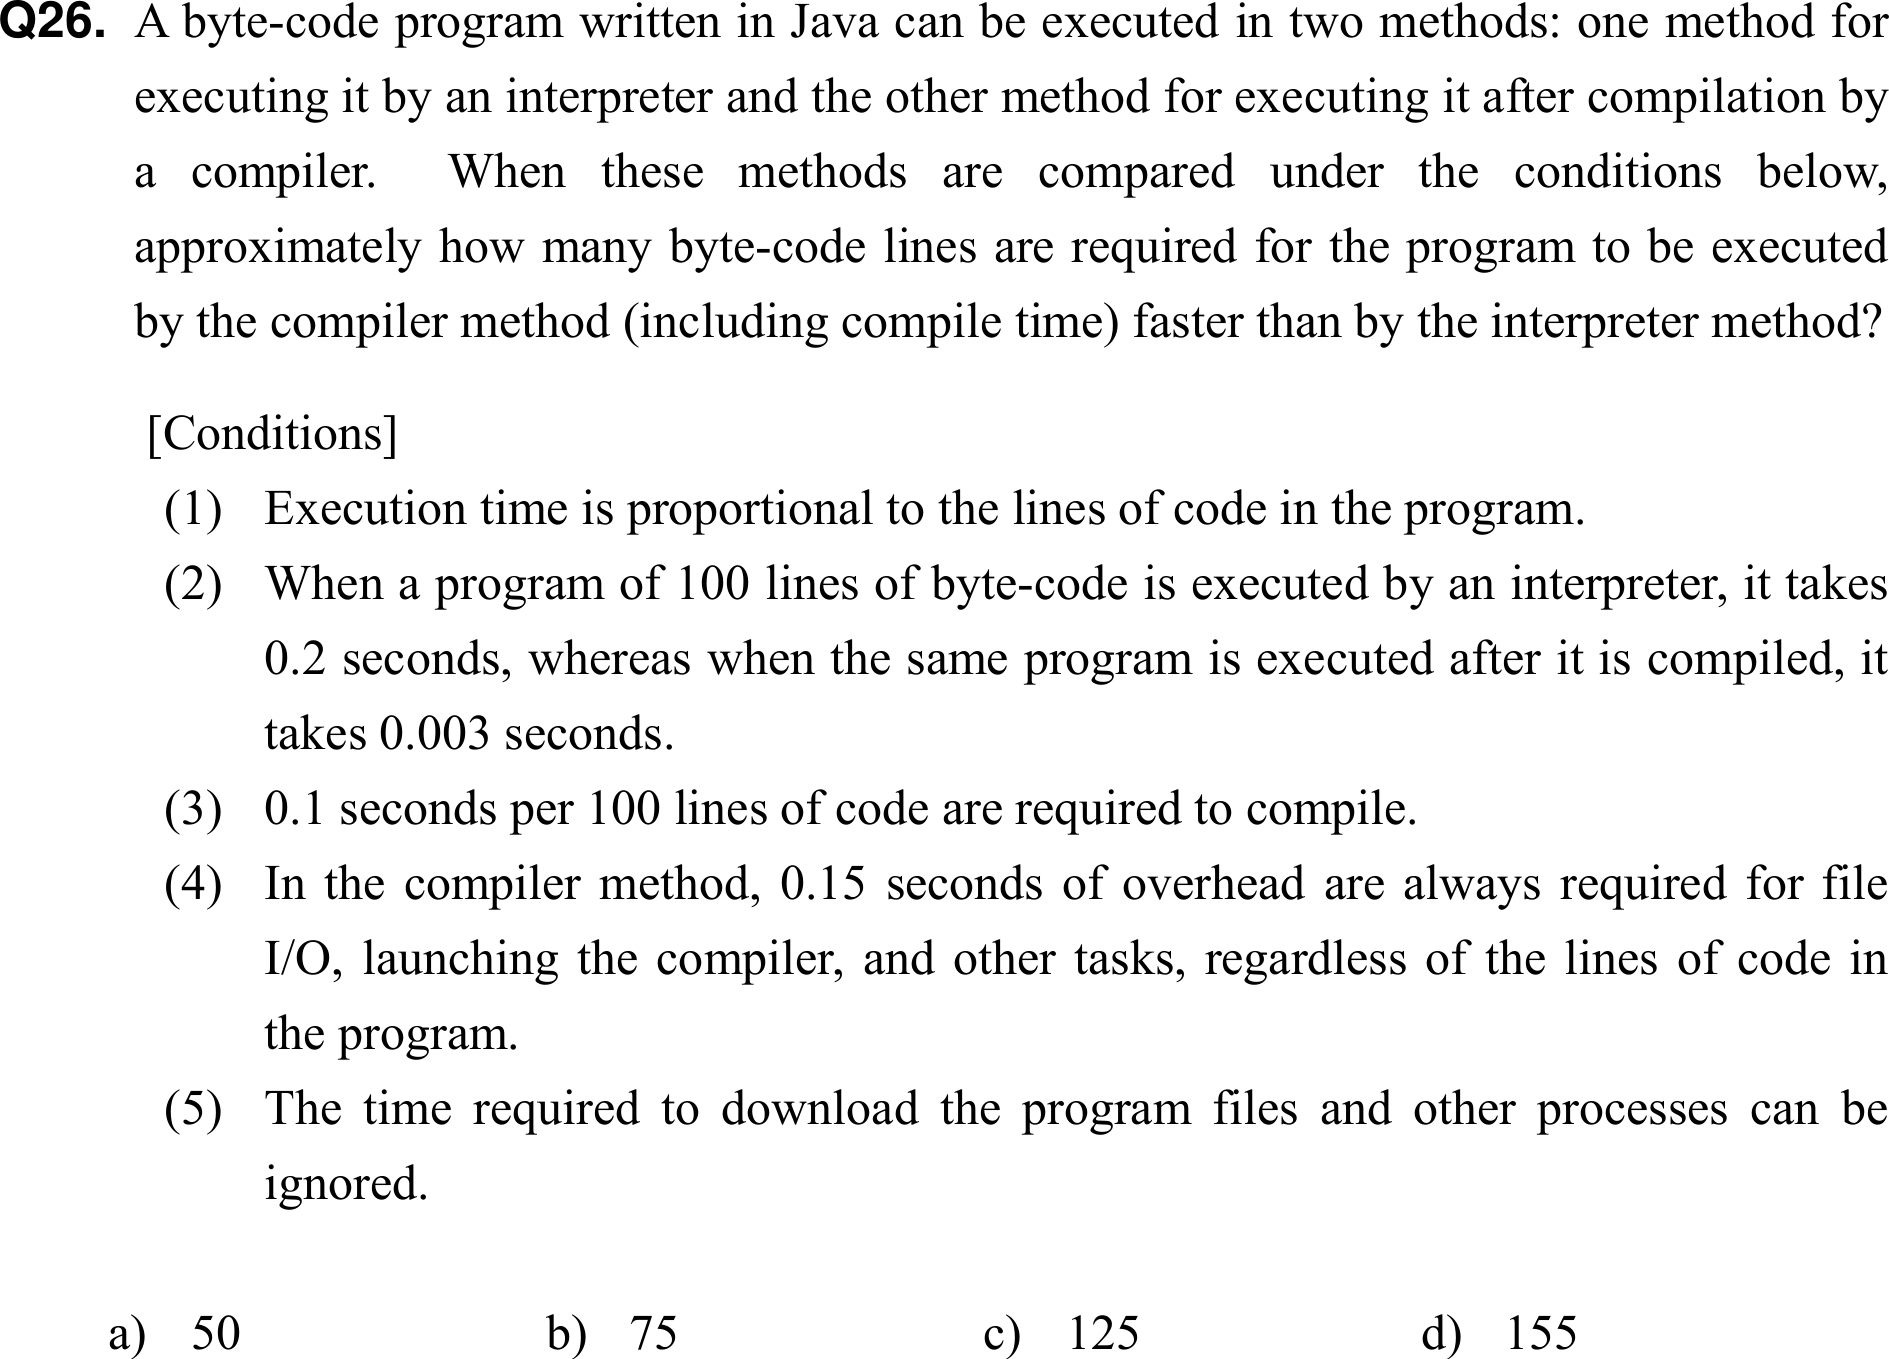 Q26. A byte-code program written in Java can be executed in two methods: one method for
executing it by an interpreter and the other method for executing it after compilation by
a compiler. When these methods are compared under the conditions below,
approximately how many byte-code lines are required for the program to be executed
by the compiler method (including compile time) faster than by the interpreter method?
[Conditions]
(1) Execution time is proportional to the lines of code in the program.
(2) When a program of 100 lines of byte-code is executed by an interpreter, it takes
0.2 seconds, whereas when the same program is executed after it is compiled, it
takes 0.003 seconds.
(3) 0.1 seconds per 100 lines of code are required to compile.
(4) In the compiler method, 0.15 seconds of overhead are always required for file
I/O, launching the compiler, and other tasks, regardless of the lines of code in
the program.
(5) The time required to download the program files and other processes can be
ignored.
a) 50 b) 75 c) 125 d) 155